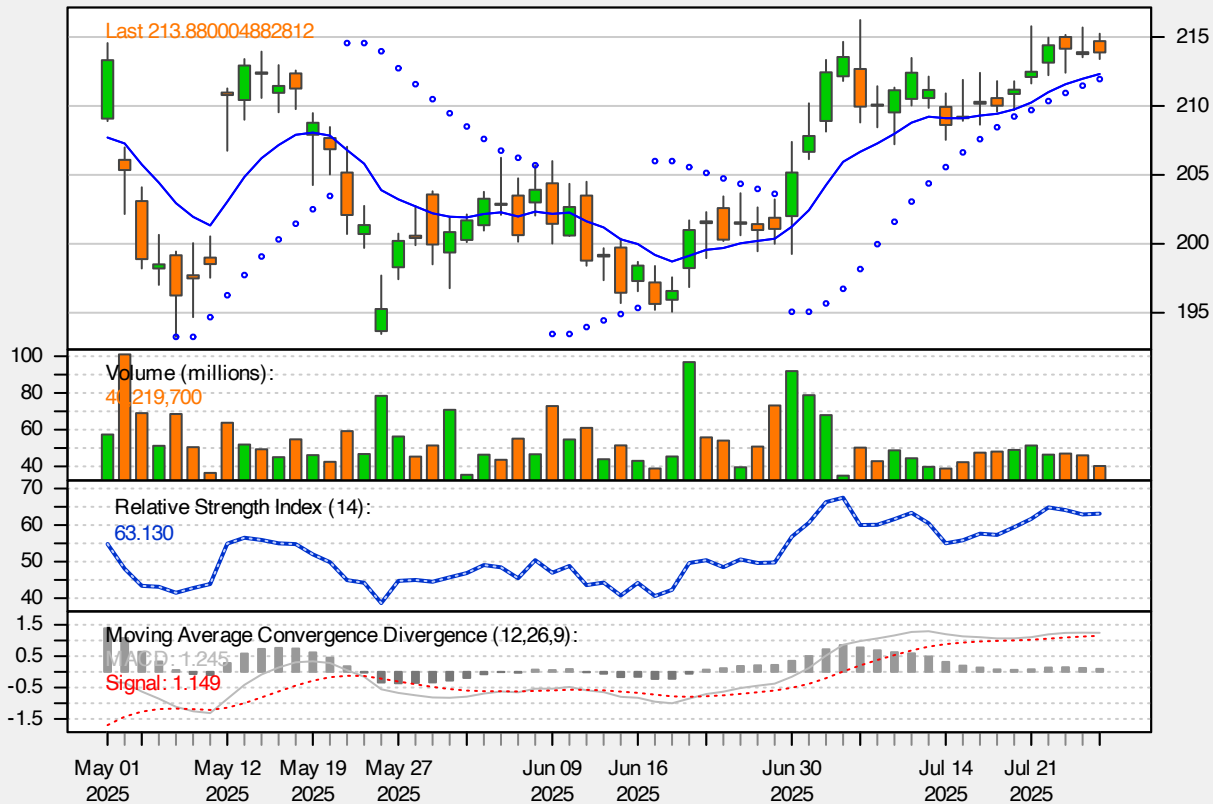 Last 213.880004882812
215
210
205
200
195
Volume (millions):
40,219,700
100
80
60
40
Relative Strength Index (14):
63.130
70
60
50
40
Moving Average Convergence Divergence (12,26,9):
MACD: 1.245
Signal: 1.149
1.5
0.5
-0.5
-1.5
May 01 May 12 May 19 May 27 Jun 09 Jun 16 Jun 30 Jul 14 Jul 21
2025 2025 2025 2025 2025 2025 2025 2025 2025